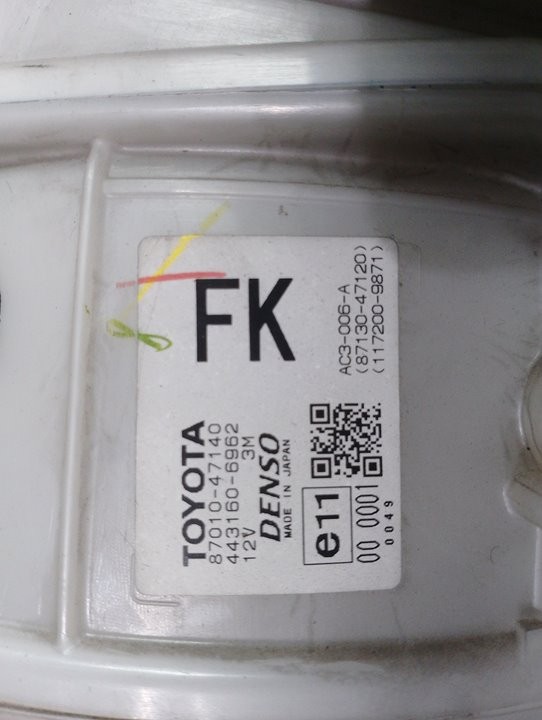 FK
AC3-006-A
(87130-47120)
(117200-9871)
TOYOTA
87010-47140
443160-6962
12V 3M
DENSO
MADE IN JAPAN
e11
00 0001
0049